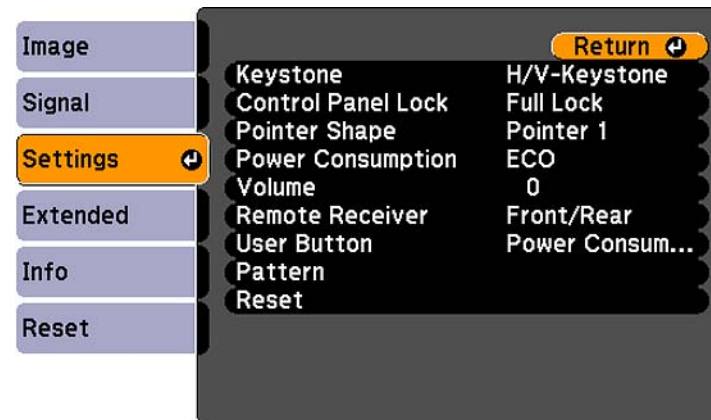 Image
Signal
Settings
Extended
Info
Reset
Return
Keystone H/V-Keystone
Control Panel Lock Full Lock
Pointer Shape Pointer 1
Power Consumption ECO
Volume 0
Remote Receiver Front/Rear
User Button Power Consum...
Pattern
Reset